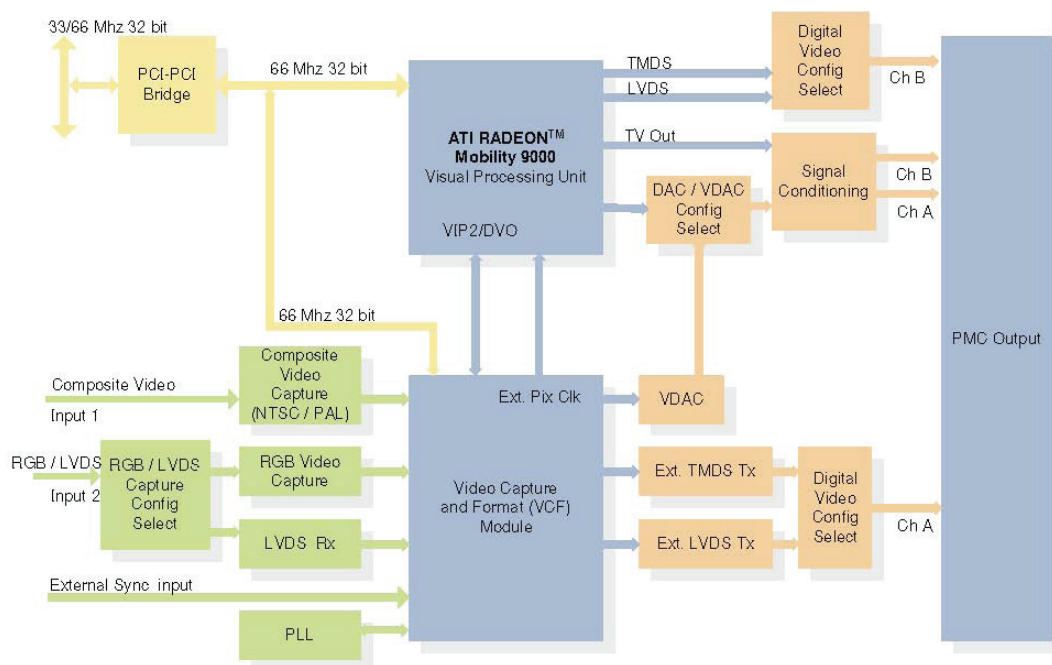 33/66 Mhz 32 bit
PCI-PCI
Bridge
66 Mhz 32 bit
ATI RADEON™
Mobility 9000
Visual Processing Unit
VIP2/DVO
TMDS
LVDS
TV Out
Digital
Video
Config
Select
Ch B
DAC / VDAC
Config
Select
Signal
Conditioning
Ch B
Ch A
PMC Output
66 Mhz 32 bit
Composite Video
Input 1
Composite
Video
Capture
(NTSC / PAL)
RGB / LVDS
Input 2
RGB / LVDS
Capture
Config
Select
RGB Video
Capture
LVDS Rx
External Sync input
PLL
Ext. Pix Clk
Video Capture
and Format (VCF)
Module
VDAC
Ext. TMDS Tx
Ext. LVDS Tx
Digital
Video
Config
Select
Ch A